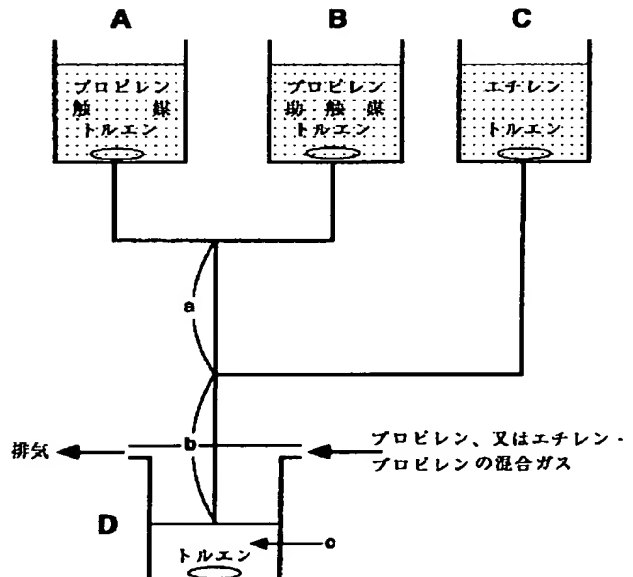 A
B
C
プロピレン
触 媒
トルエン
プロピレン
助 触 媒
トルエン
エチレン
トルエン
a
b
排気
プロピレン、又はエチレン -
プロピレンの混合ガス
D
c
トルエン